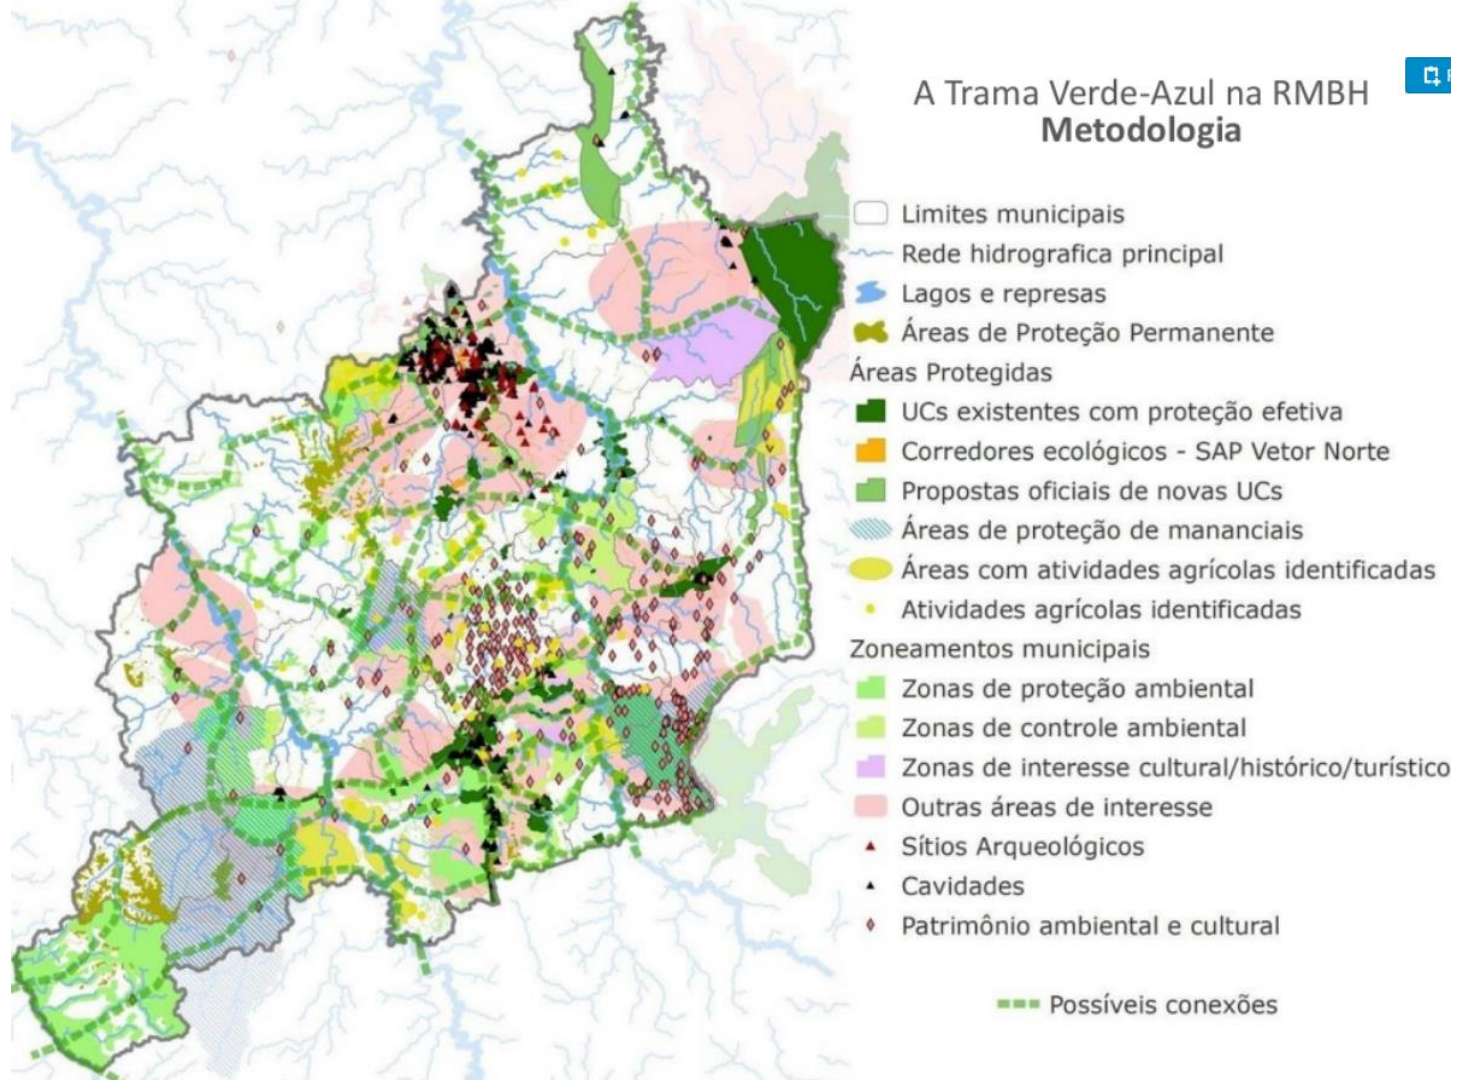 A Trama Verde-Azul na RMBH
Metodologia
Limites municipais
Rede hidrografica principal
Lagos e represas
Áreas de Proteção Permanente
Áreas Protegidas
UCs existentes com proteção efetiva
Corredores ecológicos - SAP Vetor Norte
Propostas oficiais de novas UCs
Áreas de proteção de mananciais
Áreas com atividades agrícolas identificadas
Atividades agrícolas identificadas
Zoneamentos municipais
Zonas de proteção ambiental
Zonas de controle ambiental
Zonas de interesse cultural/histórico/turístico
Outras áreas de interesse
Sítios Arqueológicos
Cavidades
Patrimônio ambiental e cultural
Possíveis conexões